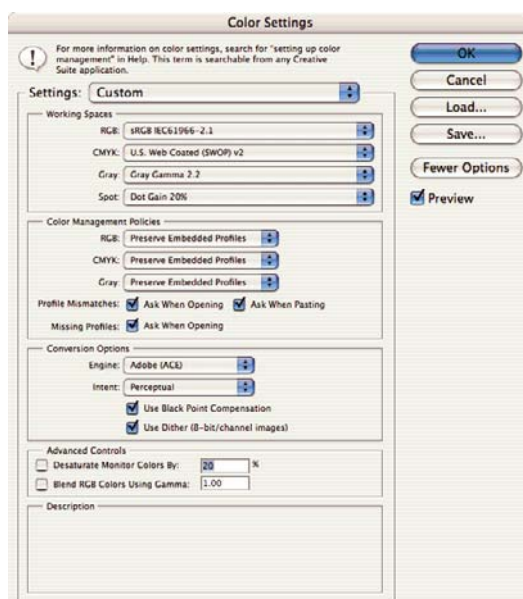 Color Settings
For more information on color settings, search for "setting up color
management" in Help. This term is searchable from any Creative
Suite application.
Settings: Custom
Working Spaces
RGB: sRGB IEC61966-2.1
CMYK: U.S. Web Coated (SWOP) v2
Gray: Gray Gamma 2.2
Spot: Dot Gain 20%
Color Management Policies
RGB: Preserve Embedded Profiles
CMYK: Preserve Embedded Profiles
Gray: Preserve Embedded Profiles
Profile Mismatches: Ask When Opening Ask When Pasting
Missing Profiles: Ask When Opening
Conversion Options
Engine: Adobe (ACE)
Intent: Perceptual
Use Black Point Compensation
Use Dither (8-bit/channel images)
Advanced Controls
Desaturate Monitor Colors By: 20 %
Blend RGB Colors Using Gamma: 1.00
Description
OK
Cancel
Load...
Save...
Fewer Options
Preview